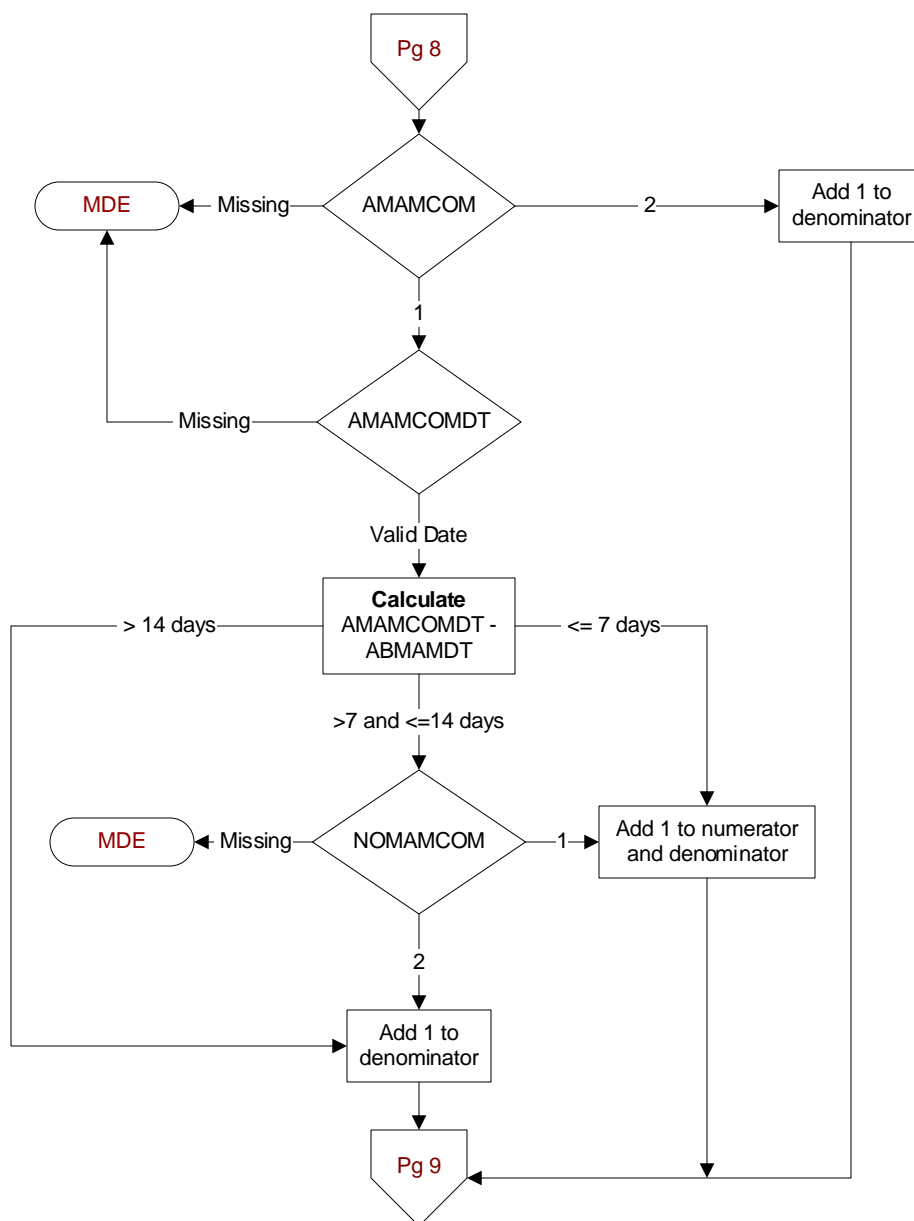 Pg 8
MDE
Missing
AMAMCOM
2
Add 1 to
denominator
1
Missing
AMAMCOMDT
Valid Date
> 14 days
Calculate
AMAMCOMDT -
ABMAMDT
<= 7 days
>7 and <=14 days
MDE
Missing
NOMAMCOM
1
Add 1 to numerator
and denominator
2
Add 1 to
denominator
Pg 9